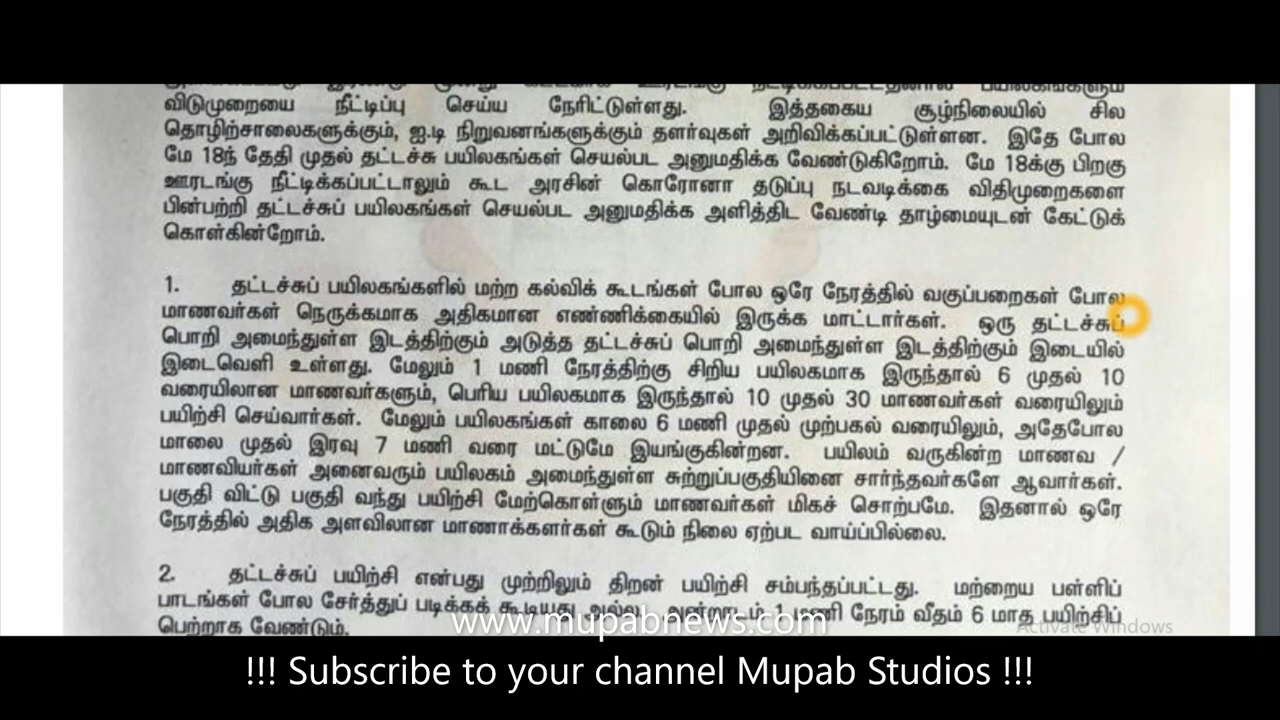 விடுமுறையை நீட்டிப்பு செய்ய நேரிட்டுள்ளது. இத்தகைய சூழ்நிலையில் சில
தொழிற்சாலைகளுக்கும், ஐ.டி நிறுவனங்களுக்கும் தளர்வுகள் அறிவிக்கப்பட்டுள்ளன. இதே போல
மே 18ந் தேதி முதல் தட்டச்சு பயிலகங்கள் செயல்பட அனுமதிக்க வேண்டுகிறோம். மே 18க்கு பிறகு
ஊரடங்கு நீட்டிக்கப்பட்டாலும் கூட அரசின் கொரோனா தடுப்பு நடவடிக்கை விதிமுறைகளை
பின்பற்றி தட்டச்சுப் பயிலகங்கள் செயல்பட அனுமதிக்க அளித்திட வேண்டி தாழ்மையுடன் கேட்டுக்
கொள்கின்றோம்.
1. தட்டச்சுப் பயிலகங்களில் மற்ற கல்விக் கூடங்கள் போல ஒரே நேரத்தில் வகுப்பறைகள் போல
மாணவர்கள் நெருக்கமாக அதிகமான எண்ணிக்கையில் இருக்க மாட்டார்கள். ஒரு தட்டச்சுப்
பொறி அமைந்துள்ள இடத்திற்கும் அடுத்த தட்டச்சுப் பொறி அமைந்துள்ள இடத்திற்கும் இடையில்
இடைவெளி உள்ளது. மேலும் 1 மணி நேரத்திற்கு சிறிய பயிலகமாக இருந்தால் 6 முதல் 10
வரையிலான மாணவர்களும், பெரிய பயிலகமாக இருந்தால் 10 முதல் 30 மாணவர்கள் வரையிலும்
பயிற்சி செய்வார்கள். மேலும் பயிலகங்கள் காலை 6 மணி முதல் முற்பகல் வரையிலும், அதேபோல
மாலை முதல் இரவு 7 மணி வரை மட்டுமே இயங்குகின்றன. பயிலம் வருகின்ற மாணவ /
மாணவியர்கள் அனைவரும் பயிலகம் அமைந்துள்ள சுற்றுப்பகுதியினை சார்ந்தவர்களே ஆவார்கள்.
பகுதி விட்டு பகுதி வந்து பயிற்சி மேற்கொள்ளும் மாணவர்கள் மிகச் சொற்பமே. இதனால் ஒரே
நேரத்தில் அதிக அளவிலான மாணாக்களர்கள் கூடும் நிலை ஏற்பட வாய்ப்பில்லை.
2. தட்டச்சுப் பயிற்சி என்பது முற்றிலும் திறன் பயிற்சி சம்பந்தப்பட்டது. மற்றைய பள்ளிப்
பாடங்கள் போல சேர்த்துப் படிக்கக் கூடியது அல்ல. அன்றாடம் 1 மணி நேரம் வீதம் 6 மாத பயிற்சிப்
பெற்றாக வேண்டும்.
www.mupabnews.com
Activate Windows
!!! Subscribe to your channel Mupab Studios !!!